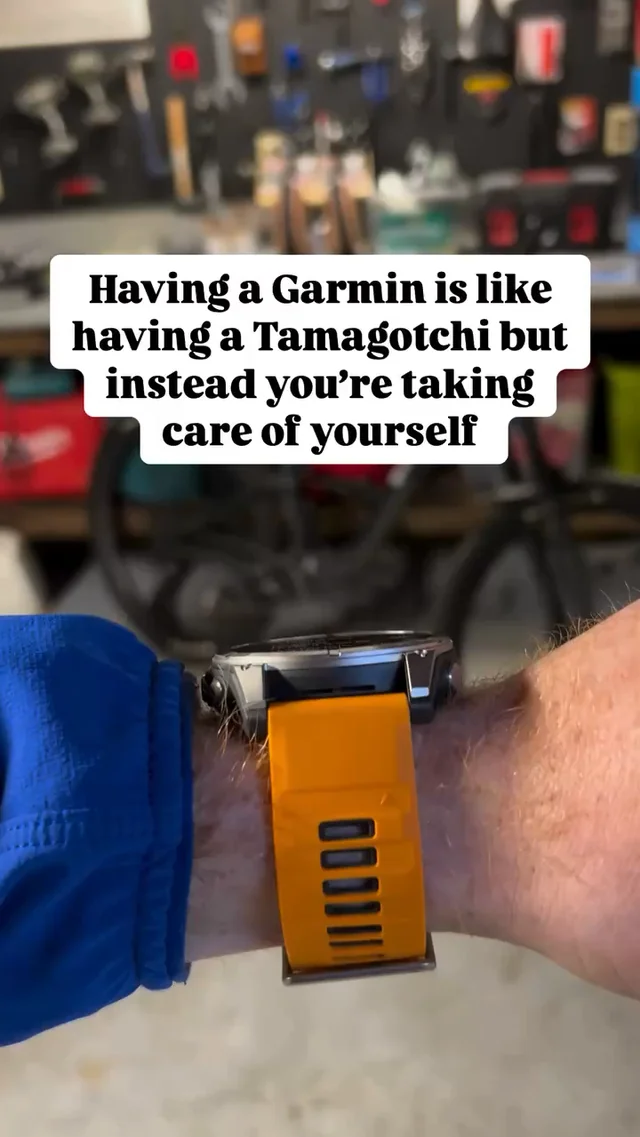 Having a Garmin is like
having a Tamagotchi but
instead you’re taking
care of yourself